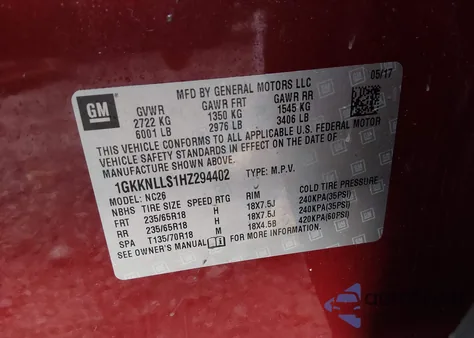 MFD BY GENERAL MOTORS LLC
05/17
GM
GVWR GAWR FRT GAWR RR
2722 KG 1350 KG 1545 KG
6001 LB 2976 LB 3406 LB
THIS VEHICLE CONFORMS TO ALL APPLICABLE U.S. FEDERAL MOTOR
VEHICLE SAFETY, BUMPER, AND THEFT PREVENTION STANDARDS IN EFFECT ON THE DATE OF
MANUFACTURE SHOWN ABOVE.
1GKKNLLS1HZ294402 TYPE: M.P.V.
MODEL: NC26
NBHS TIRE SIZE SPEED RTG RIM COLD TIRE PRESSURE
FRT 235/65R18 H 18X7.5J 240KPA(35PSI)
RR 235/65R18 H 18X7.5J 240KPA(35PSI)
SPA T135/70R18 M 18X4.5B 420KPA(60PSI)
SEE OWNER'S MANUAL